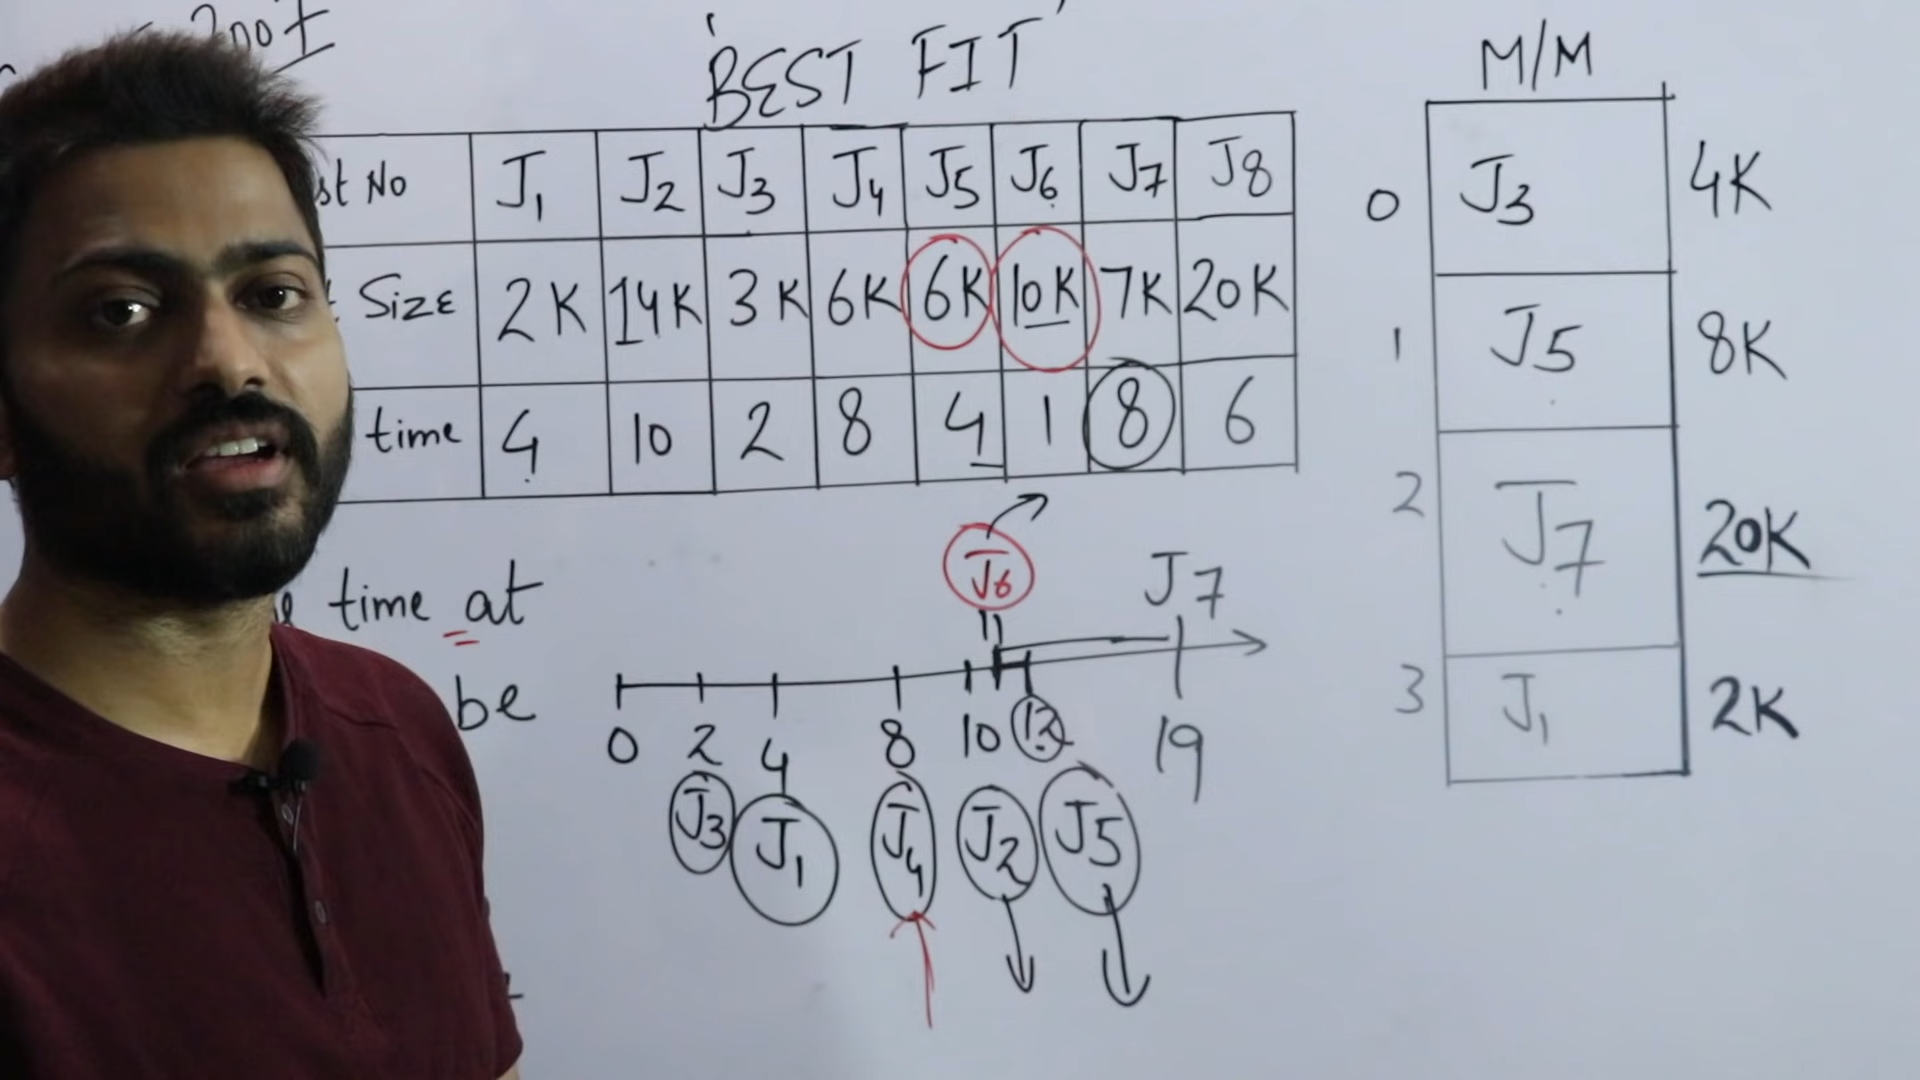 2007
'BEST FIT'
M/M
st No J1 J2 J3 J4 J5 J6 J7 J8
Size 2K 14K 3K 6K 6K 10K 7K 20K
time 4 10 2 8 4 1 8 6
0 J3 4K
1 J5 8K
2 J7 20K
3 J1 2K
time at
be
J6 J7
11
0 2 4 8 10 12 19
J3 J1 J4 J2 J5